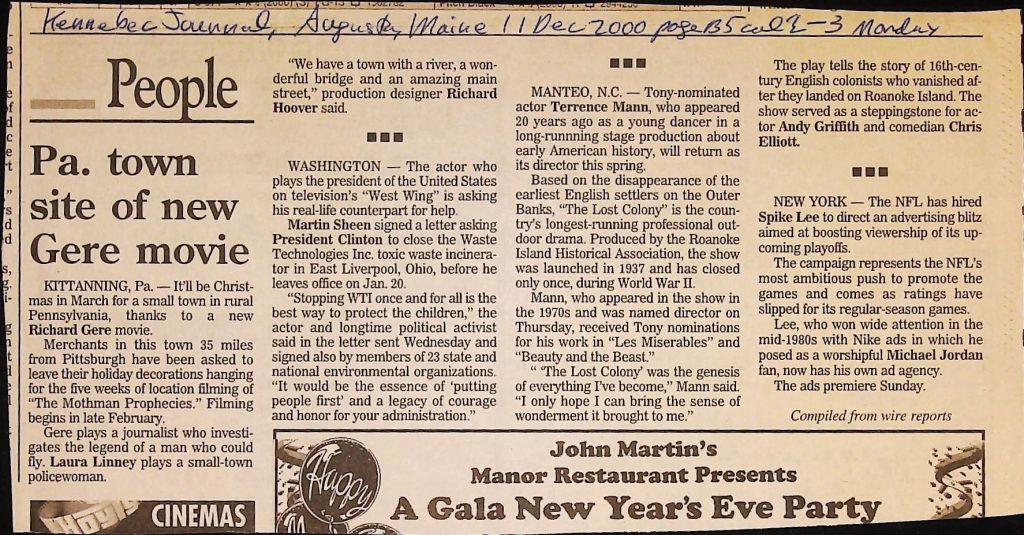 Kennebec Journal, Augusta, Maine 11 Dec 2000 page B5 col 2-3 Monday
People
Pa. town
site of new
Gere movie
KITTANNING, Pa. — It'll be Christ-
mas in March for a small town in rural
Pennsylvania, thanks to a new
Richard Gere movie.
Merchants in this town 35 miles
from Pittsburgh have been asked to
leave their holiday decorations hanging
for the five weeks of location filming of
"The Mothman Prophecies." Filming
begins in late February.
Gere plays a journalist who investi-
gates the legend of a man who could
fly. Laura Linney plays a small-town
policewoman.
"We have a town with a river, a won-
derful bridge and an amazing main
street," production designer Richard
Hoover said.
WASHINGTON — The actor who
plays the president of the United States
on television's "West Wing" is asking
his real-life counterpart for help.
Martin Sheen signed a letter asking
President Clinton to close the Waste
Technologies Inc. toxic waste incinera-
tor in East Liverpool, Ohio, before he
leaves office on Jan. 20.
"Stopping WTI once and for all is the
best way to protect the children," the
actor and longtime political activist
said in the letter sent Wednesday and
signed also by members of 23 state and
national environmental organizations.
"It would be the essence of 'putting
people first' and a legacy of courage
and honor for your administration."
MANTEO, N.C. — Tony-nominated
actor Terrence Mann, who appeared
20 years ago as a young dancer in a
long-runnning stage production about
early American history, will return as
its director this spring.
Based on the disappearance of the
earliest English settlers on the Outer
Banks, "The Lost Colony" is the coun-
try's longest-running professional out-
door drama. Produced by the Roanoke
Island Historical Association, the show
was launched in 1937 and has closed
only once, during World War II.
Mann, who appeared in the show in
the 1970s and was named director on
Thursday, received Tony nominations
for his work in "Les Miserables" and
"Beauty and the Beast."
" 'The Lost Colony' was the genesis
of everything I've become," Mann said.
"I only hope I can bring the sense of
wonderment it brought to me."
The play tells the story of 16th-cen-
tury English colonists who vanished af-
ter they landed on Roanoke Island. The
show served as a steppingstone for ac-
tor Andy Griffith and comedian Chris
Elliott.
NEW YORK — The NFL has hired
Spike Lee to direct an advertising blitz
aimed at boosting viewership of its up-
coming playoffs.
The campaign represents the NFL's
most ambitious push to promote the
games and comes as ratings have
slipped for its regular-season games.
Lee, who won wide attention in the
mid-1980s with Nike ads in which he
posed as a worshipful Michael Jordan
fan, now has his own ad agency.
The ads premiere Sunday.
Compiled from wire reports
Hoyts CINEMAS
Happy
John Martin's
Manor Restaurant Presents
A Gala New Year's Eve Party